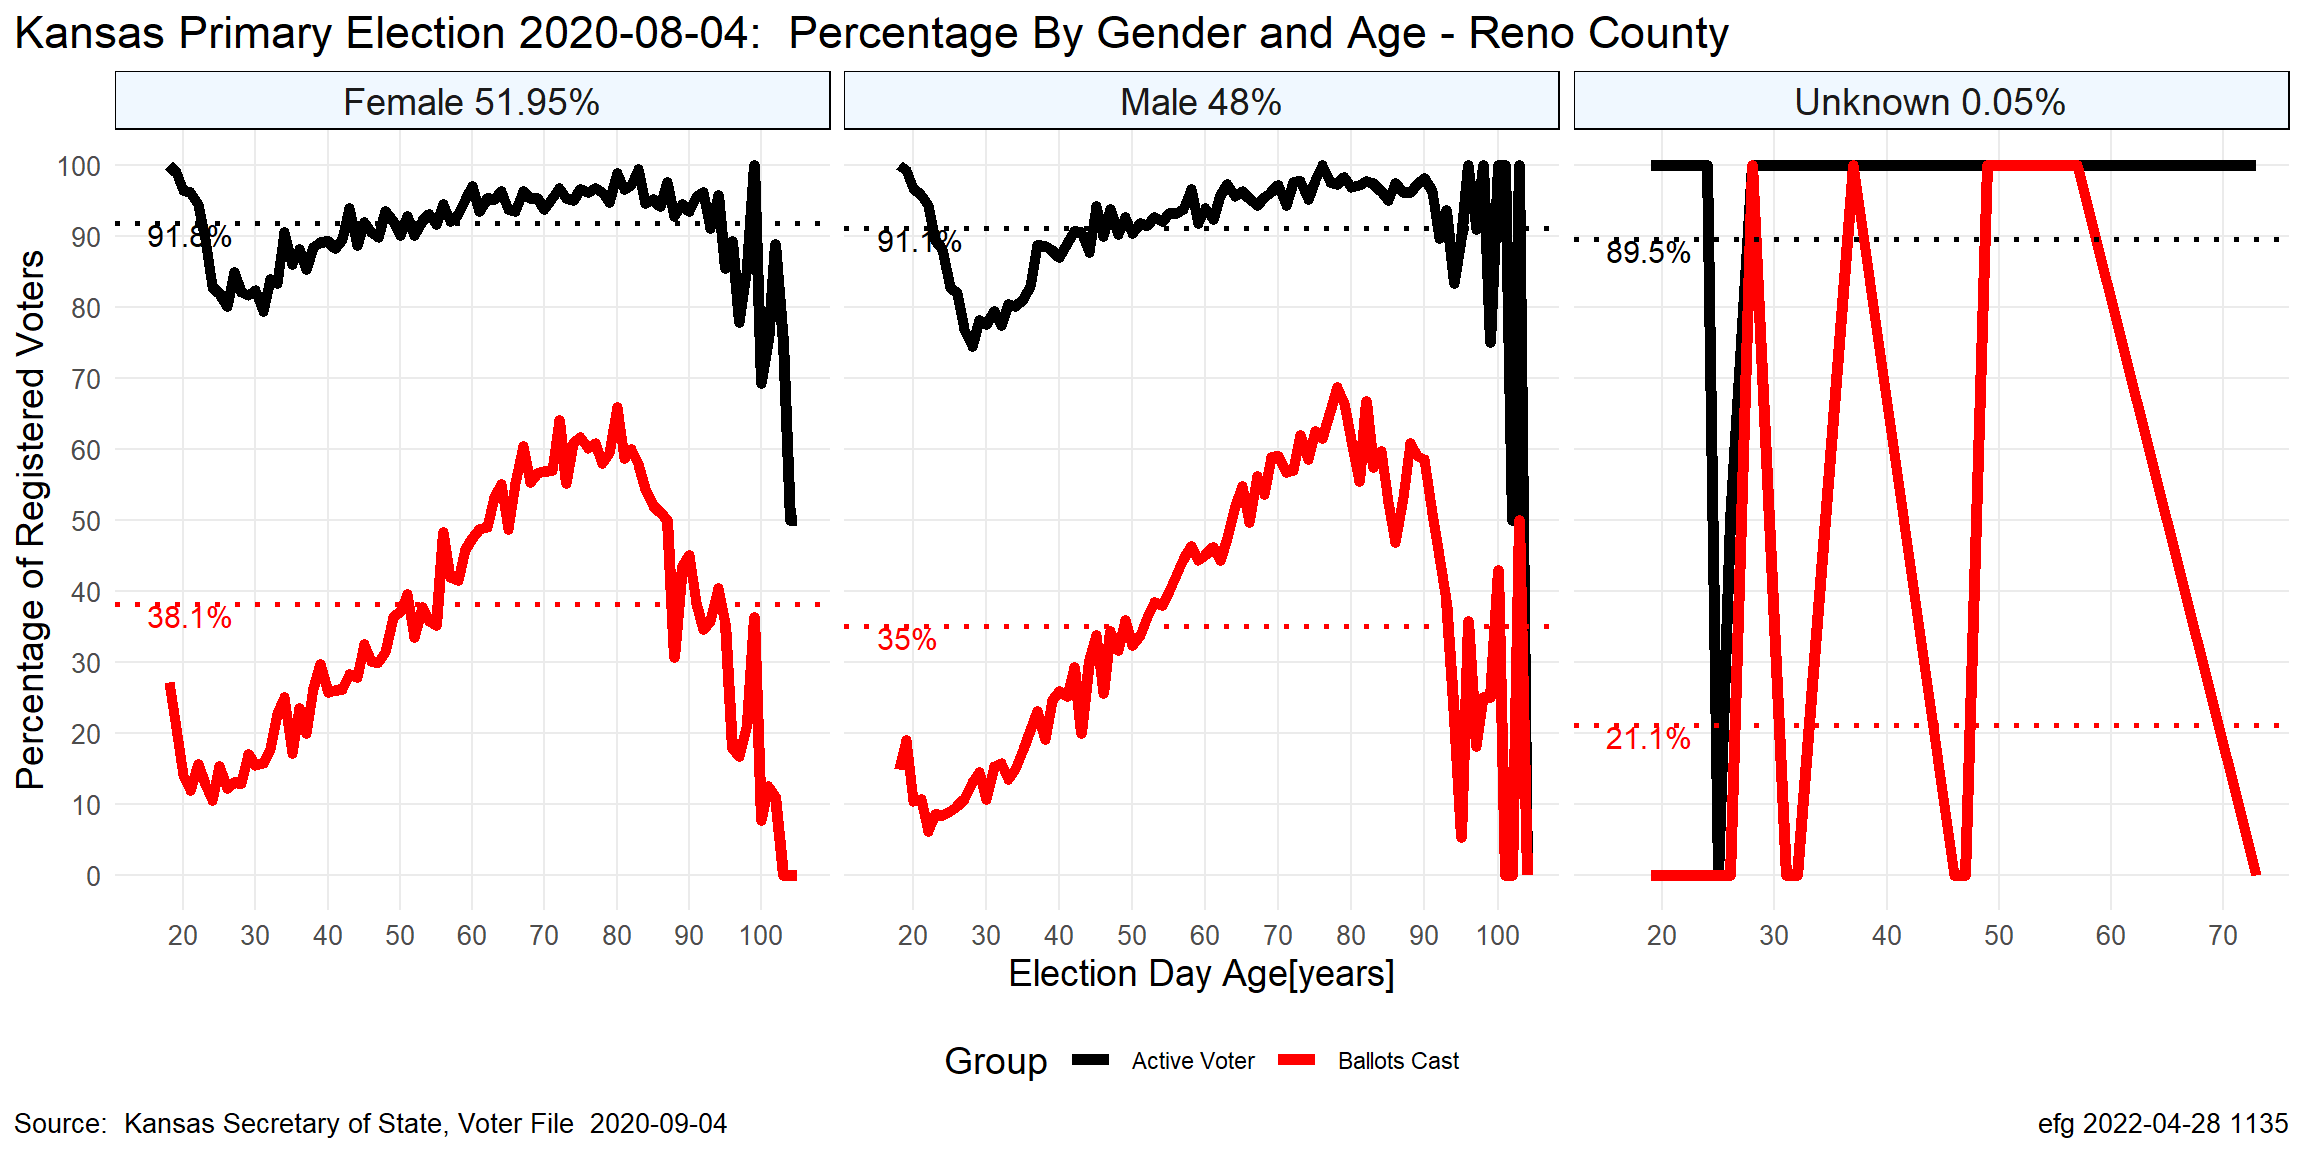 Kansas Primary Election 2020-08-04:  Percentage By Gender and Age - Reno County
Female 51.95%
Male 48%
Unknown 0.05%
Percentage of Registered Voters
100
90
80
70
60
50
40
30
20
10
0
91.8%
38.1%
91.1%
35%
89.5%
21.1%
20 30 40 50 60 70 80 90 100
20 30 40 50 60 70 80 90 100
20 30 40 50 60 70
Election Day Age[years]
Group Active Voter Ballots Cast
Source:  Kansas Secretary of State, Voter File  2020-09-04
efg 2022-04-28 1135